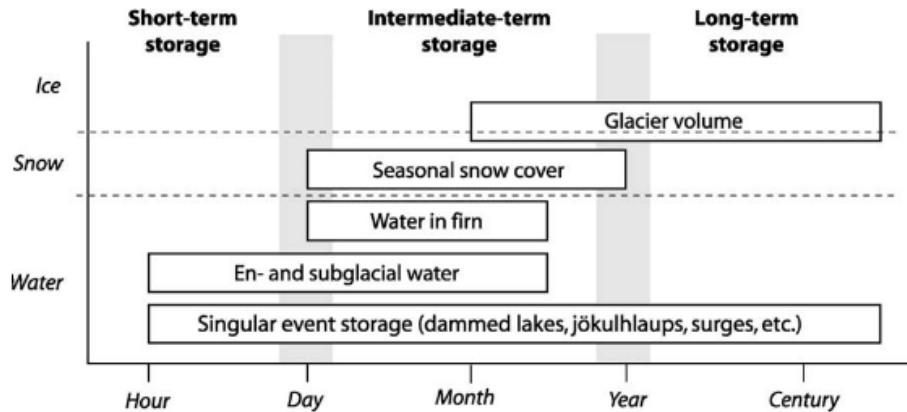 Short-term
storage
Intermediate-term
storage
Long-term
storage
Ice
Glacier volume
Snow
Seasonal snow cover
Water in firn
Water
En- and subglacial water
Singular event storage (dammed lakes, jökulhlaups, surges, etc.)
Hour
Day
Month
Year
Century